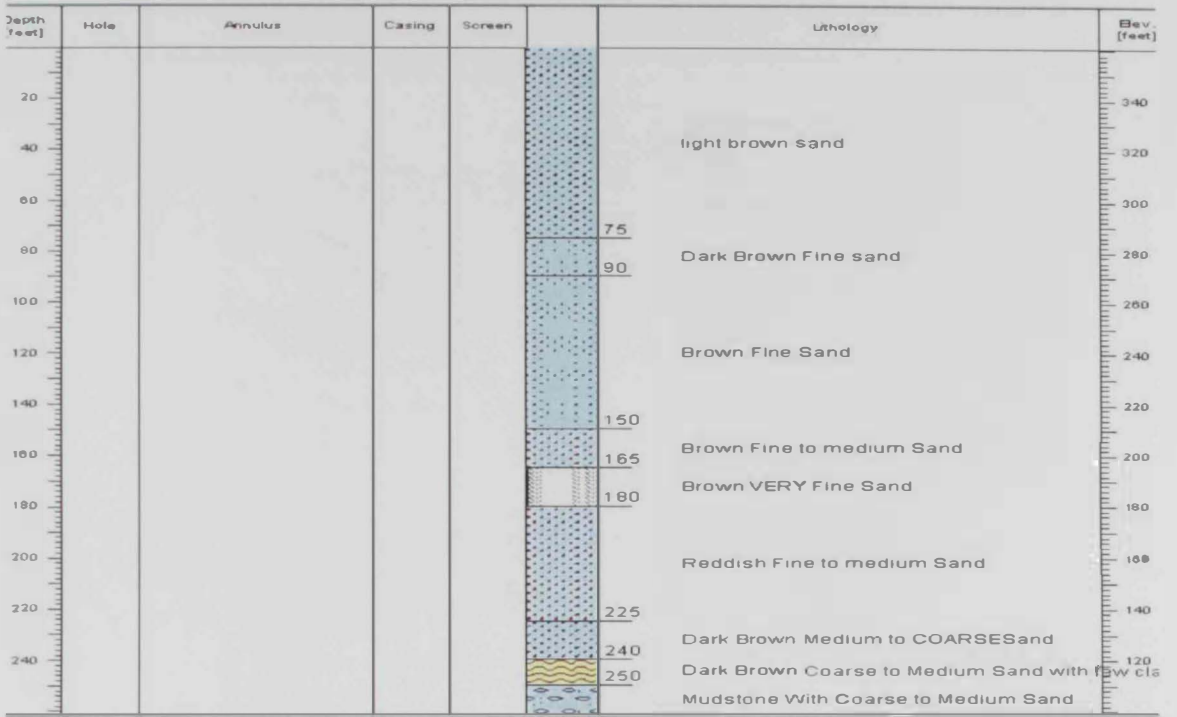 Depth [feet] Hole Annulus Casing Screen Lithology Elev. [feet]
20 340
light brown sand
40 320
60 300
75
80 Dark Brown Fine sand 280
90
100 260
120 Brown Fine Sand 240
140 220
150
160 Brown Fine to medium Sand 200
165
Brown VERY Fine Sand
180
180 180
200 Reddish Fine to medium Sand 160
220 225 140
Dark Brown Medium to COARSESand
240
240 Dark Brown Coarse to Medium Sand with few cla 120
250
Mudstone With Coarse to Medium Sand